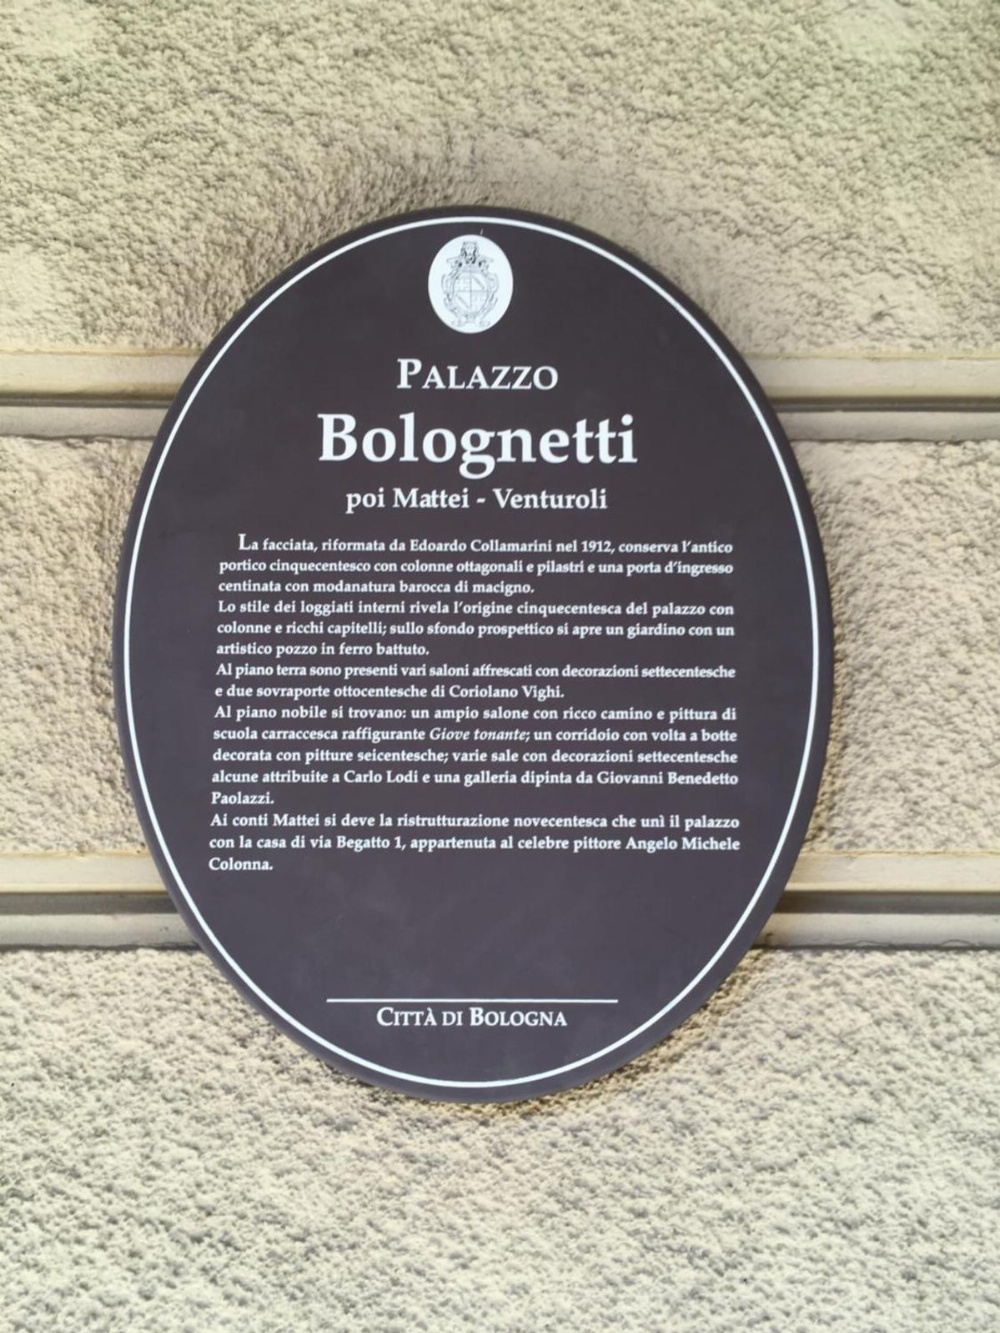 PALAZZO
Bolognetti
poi Mattei - Venturoli
La facciata, riformata da Edoardo Collamarini nel 1912, conserva l'antico
portico cinquecentesco con colonne ottagonali e pilastri e una porta d'ingresso
centinata con modanatura barocca di macigno.
Lo stile dei loggiati interni rivela l'origine cinquecentesca del palazzo con
colonne e ricchi capitelli; sullo sfondo prospettico si apre un giardino con un
artistico pozzo in ferro battuto.
Al piano terra sono presenti vari saloni affrescati con decorazioni settecentesche
e due sovraporte ottocentesche di Coriolano Vighi.
Al piano nobile si trovano: un ampio salone con ricco camino e pittura di
scuola carraccesca raffigurante Giove tonante; un corridoio con volta a botte
decorata con pitture seicentesche; varie sale con decorazioni settecentesche
alcune attribuite a Carlo Lodi e una galleria dipinta da Giovanni Benedetto
Paolazzi.
Ai conti Mattei si deve la ristrutturazione novecentesca che unì il palazzo
con la casa di via Begatto 1, appartenuta al celebre pittore Angelo Michele
Colonna.
CITTÀ DI BOLOGNA